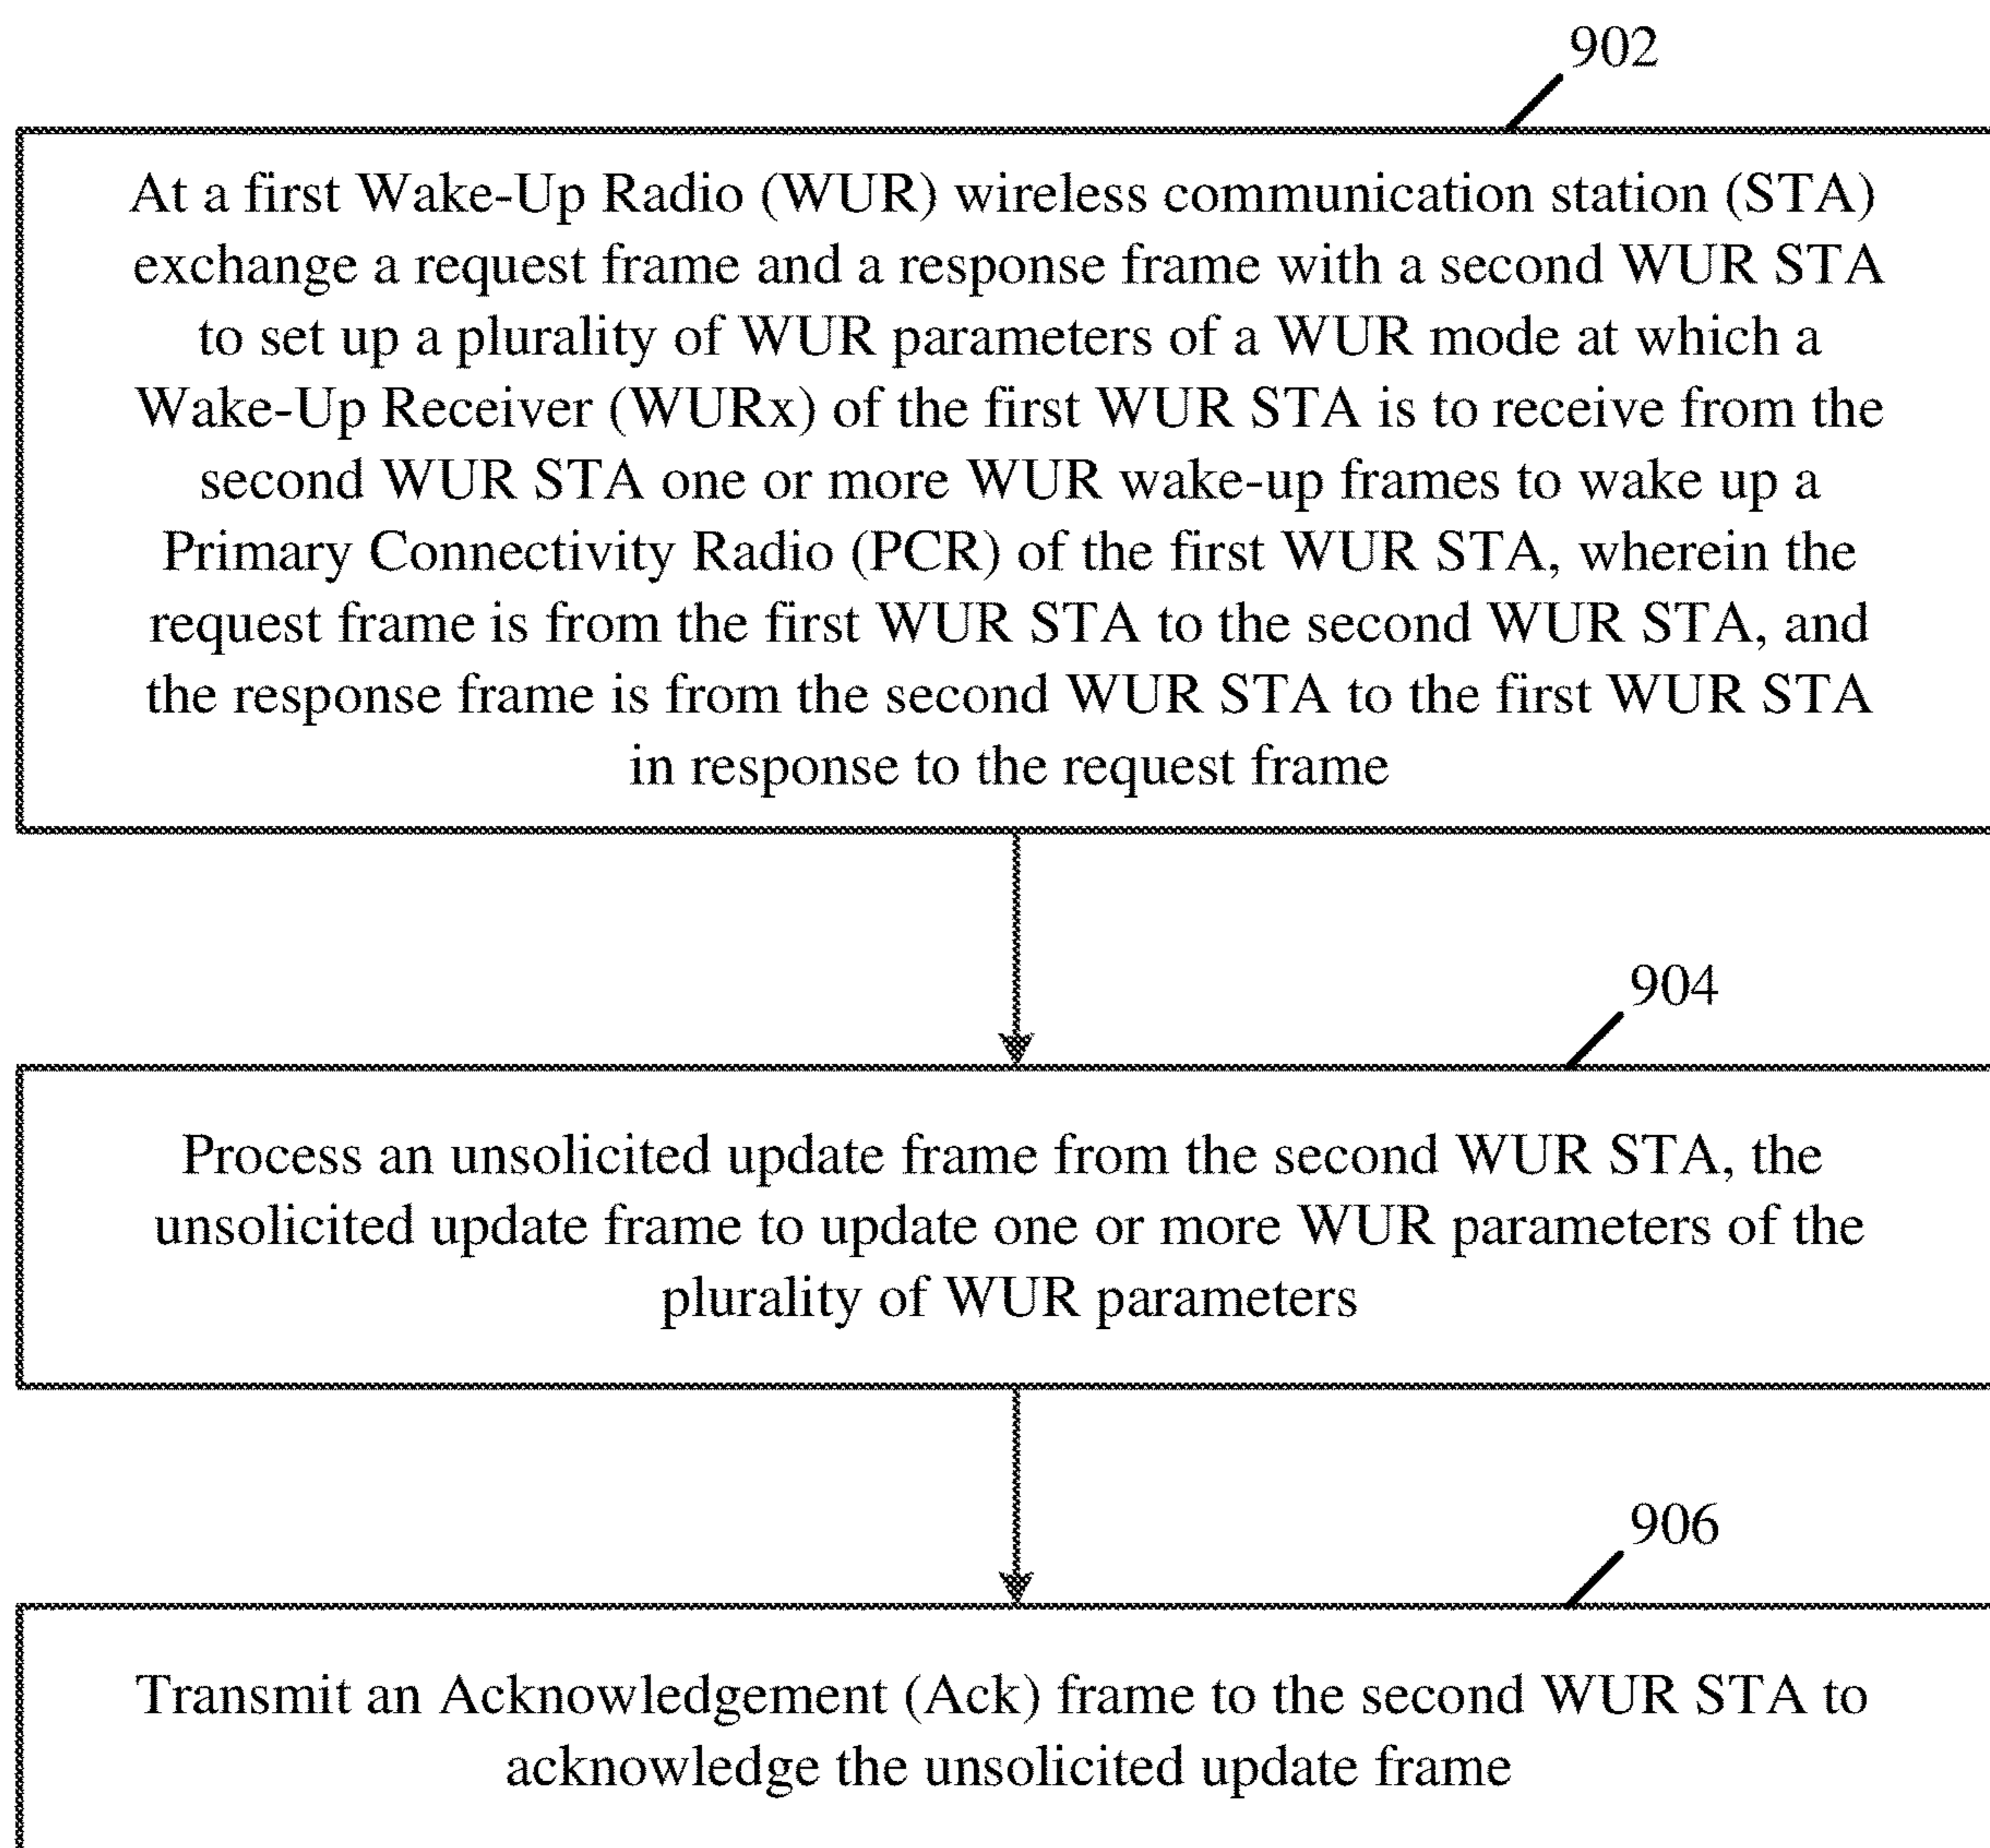 902
At a first Wake-Up Radio (WUR) wireless communication station (STA)
exchange a request frame and a response frame with a second WUR STA
to set up a plurality of WUR parameters of a WUR mode at which a
Wake-Up Receiver (WURx) of the first WUR STA is to receive from the
second WUR STA one or more WUR wake-up frames to wake up a
Primary Connectivity Radio (PCR) of the first WUR STA, wherein the
request frame is from the first WUR STA to the second WUR STA, and
the response frame is from the second WUR STA to the first WUR STA
in response to the request frame
904
Process an unsolicited update frame from the second WUR STA, the
unsolicited update frame to update one or more WUR parameters of the
plurality of WUR parameters
906
Transmit an Acknowledgement (Ack) frame to the second WUR STA to
acknowledge the unsolicited update frame